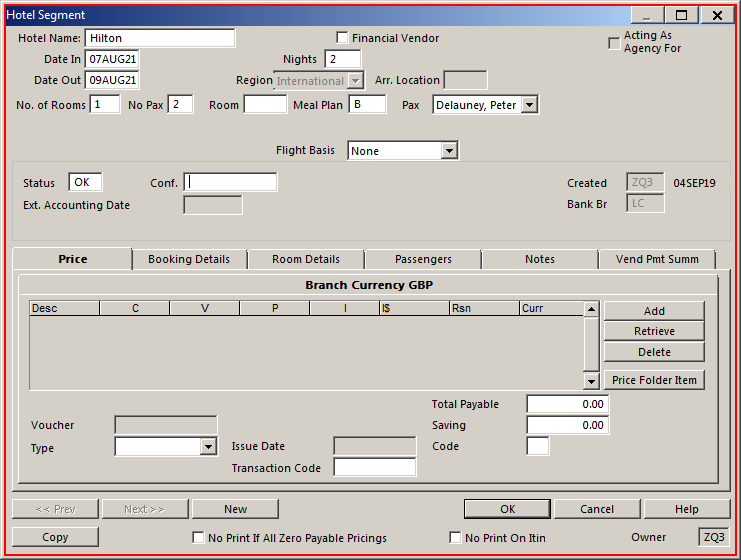 Hotel Segment
Hotel Name: Hilton Financial Vendor Acting As
Agency For
Date In 07AUG21 Nights 2
Date Out 09AUG21 Region International Arr. Location
No. of Rooms 1 No Pax 2 Room Meal Plan B Pax Delauney, Peter
Flight Basis None
Status OK Conf. Created ZQ3 04SEP19
Ext. Accounting Date Bank Br LC
Price Booking Details Room Details Passengers Notes Vend Pmt Summ
Branch Currency GBP
Desc C V P I I$ Rsn Curr
Add
Retrieve
Delete
Price Folder Item
Total Payable 0.00
Voucher Saving 0.00
Type Issue Date Code
Transaction Code
<< Prev Next >> New OK Cancel Help
Copy No Print If All Zero Payable Pricings No Print On Itin Owner ZQ3